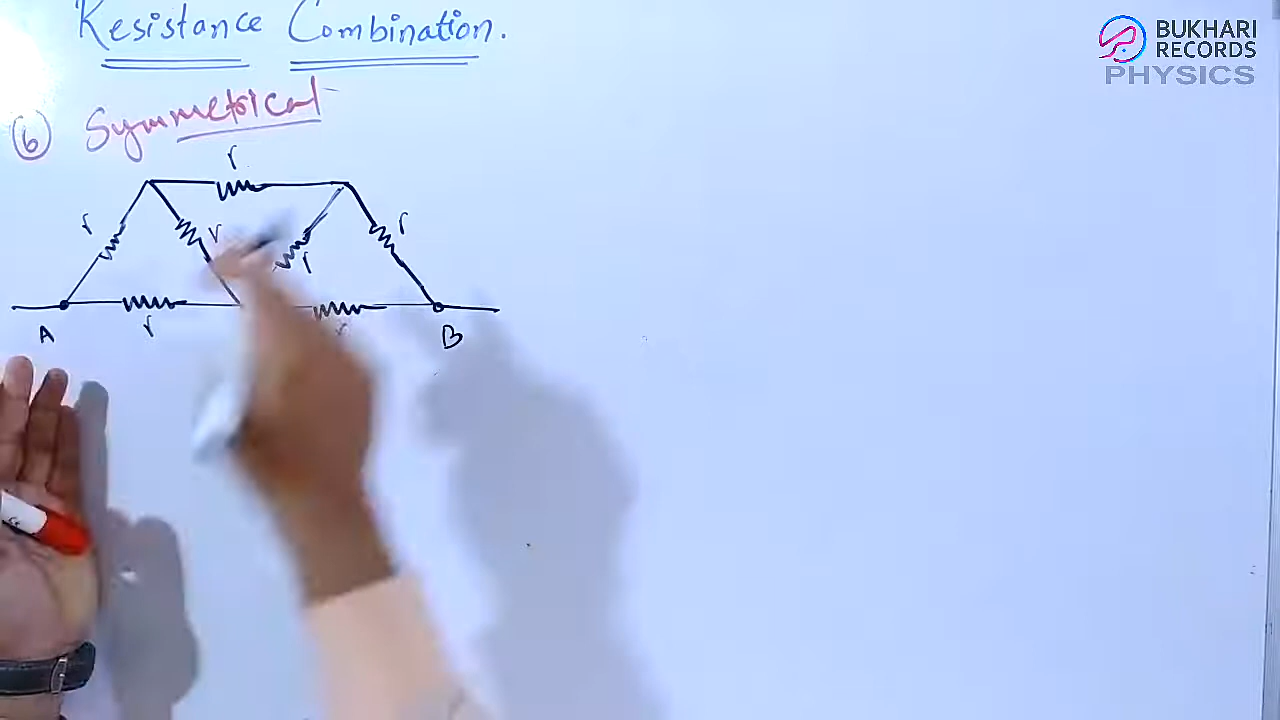 Resistance Combination.
BUKHARI
RECORDS
PHYSICS
6 Symmetrical
r
r r r r
r r
A B